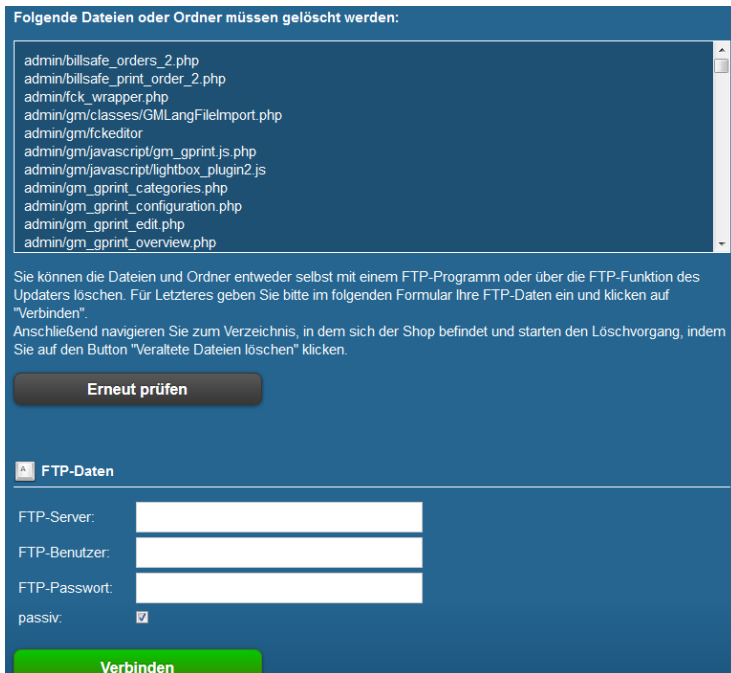 Folgende Dateien oder Ordner müssen gelöscht werden:
admin/billsafe_orders_2.php
admin/billsafe_print_order_2.php
admin/fck_wrapper.php
admin/gm/classes/GMLangFileImport.php
admin/gm/fckeditor
admin/gm/javascript/gm_gprint.js.php
admin/gm/javascript/lightbox_plugin2.js
admin/gm_gprint_categories.php
admin/gm_gprint_configuration.php
admin/gm_gprint_edit.php
admin/gm_gprint_overview.php
Sie können die Dateien und Ordner entweder selbst mit einem FTP-Programm oder über die FTP-Funktion des
Updaters löschen. Für Letzteres geben Sie bitte im folgenden Formular Ihre FTP-Daten ein und klicken auf
"Verbinden".
Anschließend navigieren Sie zum Verzeichnis, in dem sich der Shop befindet und starten den Löschvorgang, indem
Sie auf den Button "Veraltete Dateien löschen" klicken.
Erneut prüfen
A FTP-Daten
FTP-Server:
FTP-Benutzer:
FTP-Passwort:
passiv:
Verbinden